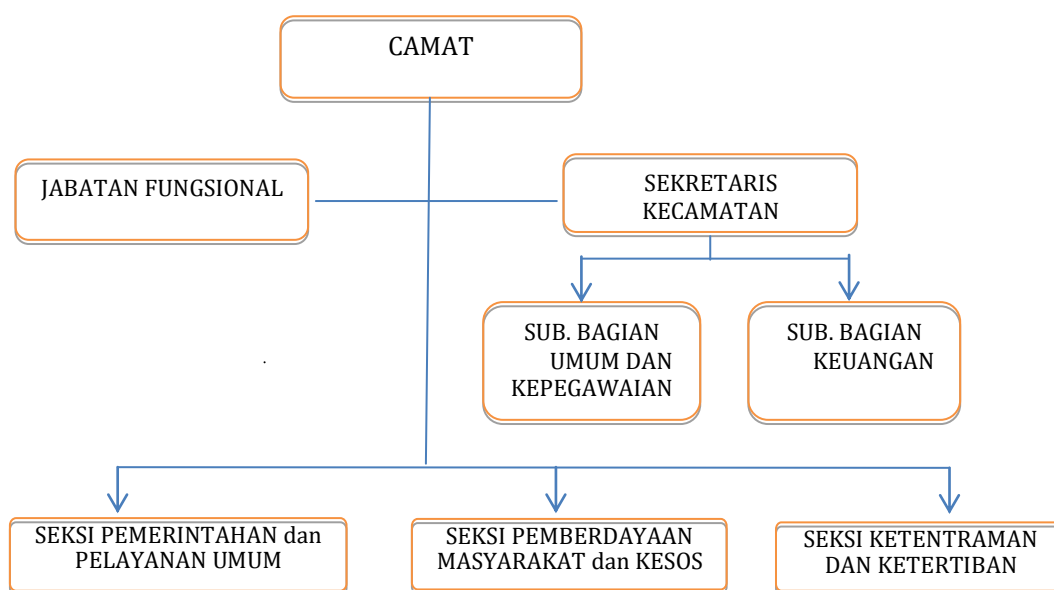 CAMAT
JABATAN FUNGSIONAL
SEKRETARIS
KECAMATAN
SUB. BAGIAN
UMUM DAN
KEPEGAWAIAN
SUB. BAGIAN
KEUANGAN
.
SEKSI PEMERINTAHAN dan
PELAYANAN UMUM
SEKSI PEMBERDAYAAN
MASYARAKAT dan KESOS
SEKSI KETENTRAMAN
DAN KETERTIBAN